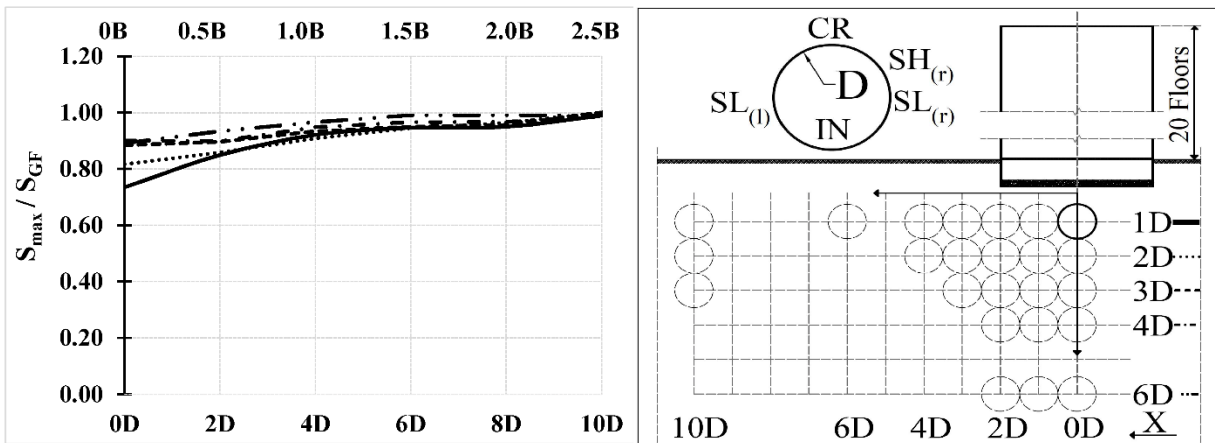 0B 0.5B 1.0B 1.5B 2.0B 2.5B
1.20
1.00
0.80
0.60
0.40
0.20
0.00
S_max / S_GF
0D 2D 4D 6D 8D 10D
CR
SH(r)
D
SL(l)
SL(r)
IN
20 Floors
1D
2D
3D
4D
6D
10D 6D 4D 2D 0D X